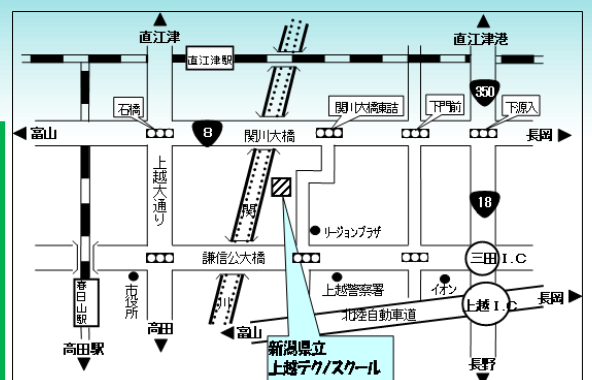 直江津
直江津港
直江津駅
350
石橋
関川大橋東詰
下門前
下源入
富山
8
関川大橋
長岡
上越大通り
関
18
リージョンプラザ
謙信公大橋
三田I.C
春日山駅
市役所
川
上越警察署
イオン
上越I.C
長岡
北陸自動車道
高田
富山
高田駅
新潟県立
上越テクノスクール
長野